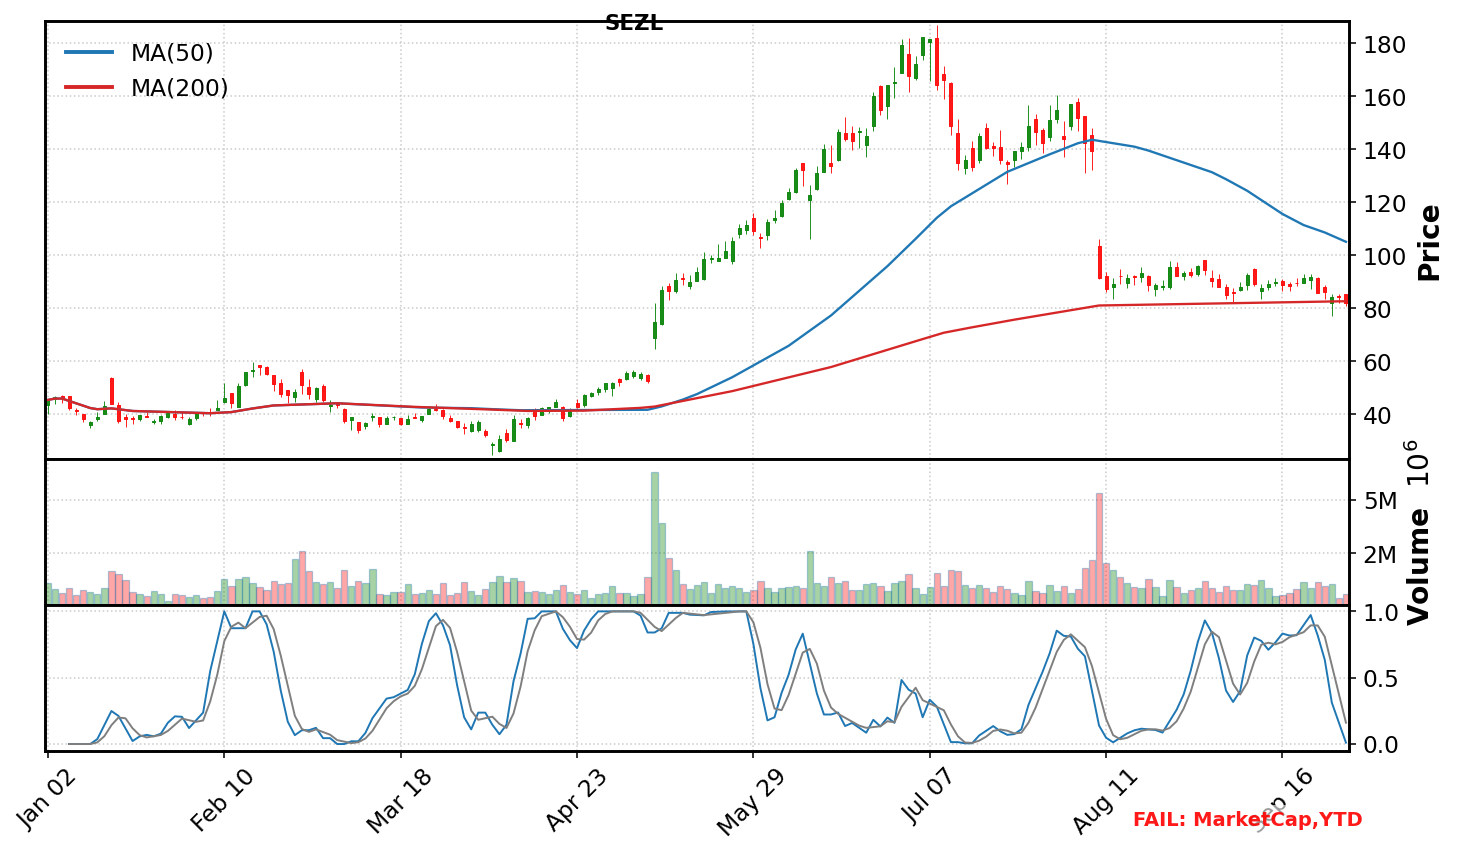 SEZL
MA(50)
MA(200)
180
160
140
120
100
80
60
40
Price
10⁶
5M
2M
Volume
1.0
0.5
0.0
Jan 02
Feb 10
Mar 18
Apr 23
May 29
Jul 07
Aug 11
Sep 16
FAIL: MarketCap,YTD